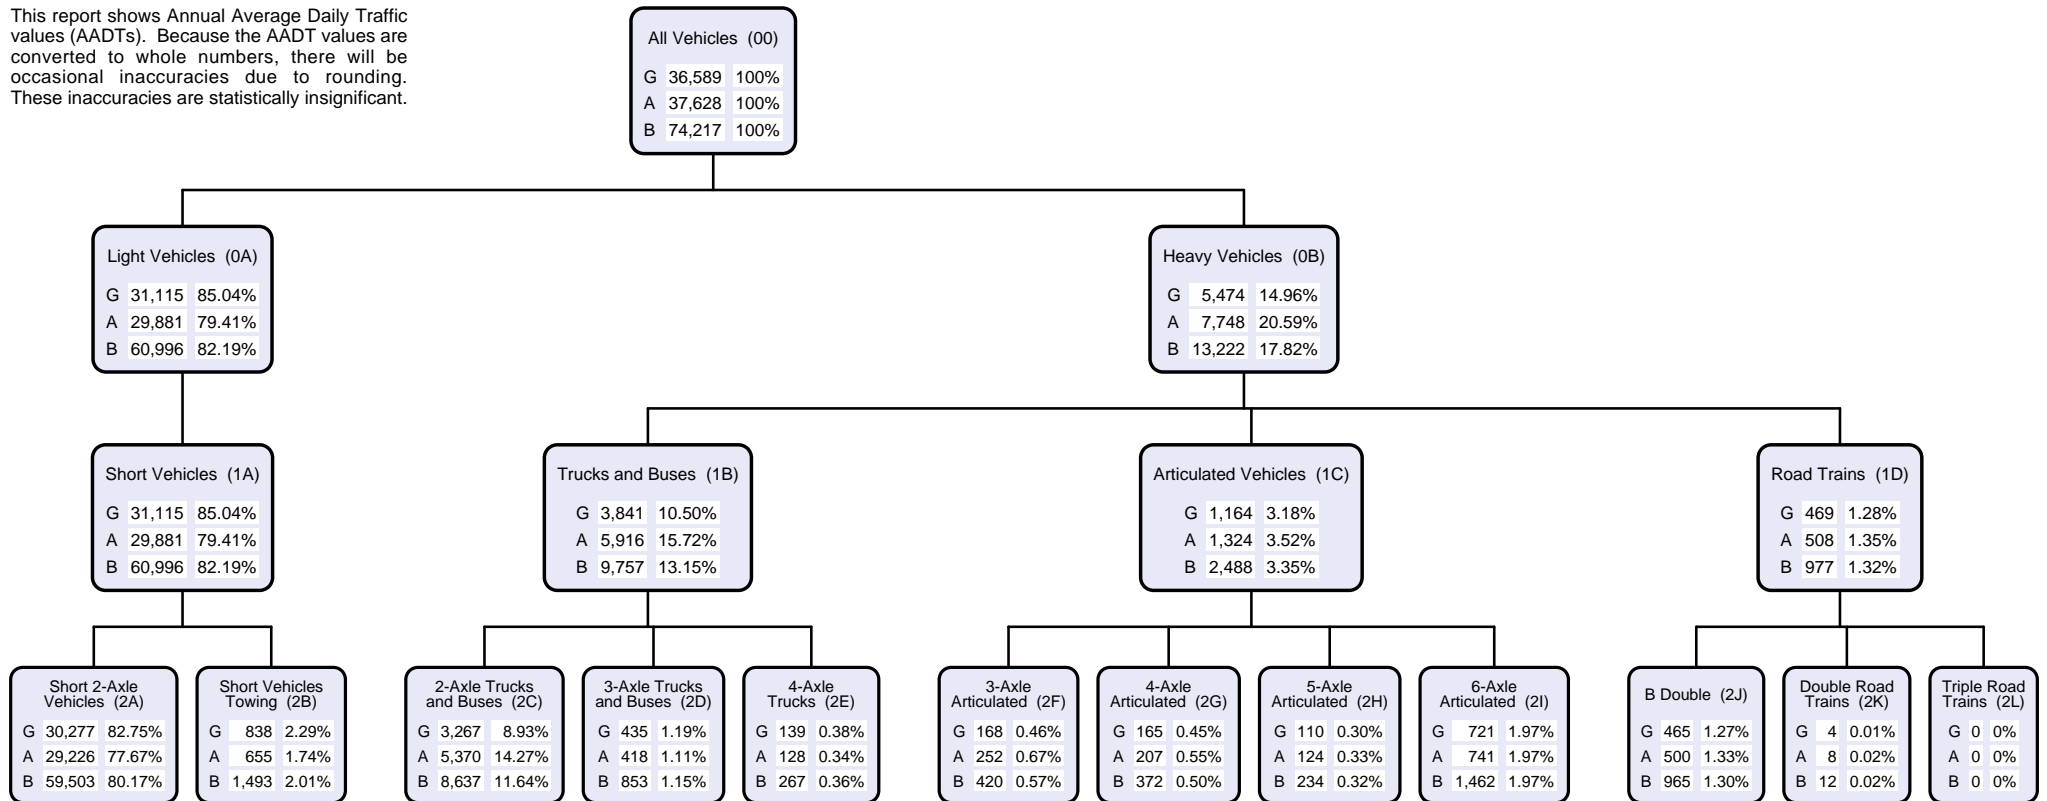 This report shows Annual Average Daily Traffic
values (AADTs). Because the AADT values are
converted to whole numbers, there will be
occasional inaccuracies due to rounding.
These inaccuracies are statistically insignificant.
All Vehicles (00)
G 36,589 100%
A 37,628 100%
B 74,217 100%
Light Vehicles (0A)
G 31,115 85.04%
A 29,881 79.41%
B 60,996 82.19%
Heavy Vehicles (0B)
G 5,474 14.96%
A 7,748 20.59%
B 13,222 17.82%
Short Vehicles (1A)
G 31,115 85.04%
A 29,881 79.41%
B 60,996 82.19%
Trucks and Buses (1B)
G 3,841 10.50%
A 5,916 15.72%
B 9,757 13.15%
Articulated Vehicles (1C)
G 1,164 3.18%
A 1,324 3.52%
B 2,488 3.35%
Road Trains (1D)
G 469 1.28%
A 508 1.35%
B 977 1.32%
Short 2-Axle
Vehicles (2A)
G 30,277 82.75%
A 29,226 77.67%
B 59,503 80.17%
Short Vehicles
Towing (2B)
G 838 2.29%
A 655 1.74%
B 1,493 2.01%
2-Axle Trucks
and Buses (2C)
G 3,267 8.93%
A 5,370 14.27%
B 8,637 11.64%
3-Axle Trucks
and Buses (2D)
G 435 1.19%
A 418 1.11%
B 853 1.15%
4-Axle
Trucks (2E)
G 139 0.38%
A 128 0.34%
B 267 0.36%
3-Axle
Articulated (2F)
G 168 0.46%
A 252 0.67%
B 420 0.57%
4-Axle
Articulated (2G)
G 165 0.45%
A 207 0.55%
B 372 0.50%
5-Axle
Articulated (2H)
G 110 0.30%
A 124 0.33%
B 234 0.32%
6-Axle
Articulated (2I)
G 721 1.97%
A 741 1.97%
B 1,462 1.97%
B Double (2J)
G 465 1.27%
A 500 1.33%
B 965 1.30%
Double Road
Trains (2K)
G 4 0.01%
A 8 0.02%
B 12 0.02%
Triple Road
Trains (2L)
G 0 0%
A 0 0%
B 0 0%